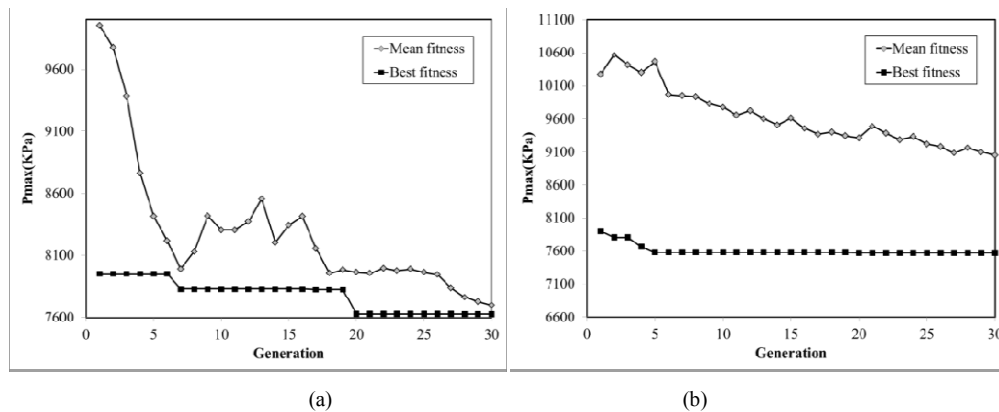 9600
9100
8600
8100
7600
Pmax(KPa)
0 5 10 15 20 25 30
Generation
Mean fitness
Best fitness
(a)
11100
10600
10100
9600
9100
8600
8100
7600
7100
6600
Pmax(KPa)
0 5 10 15 20 25 30
Generation
Mean fitness
Best fitness
(b)